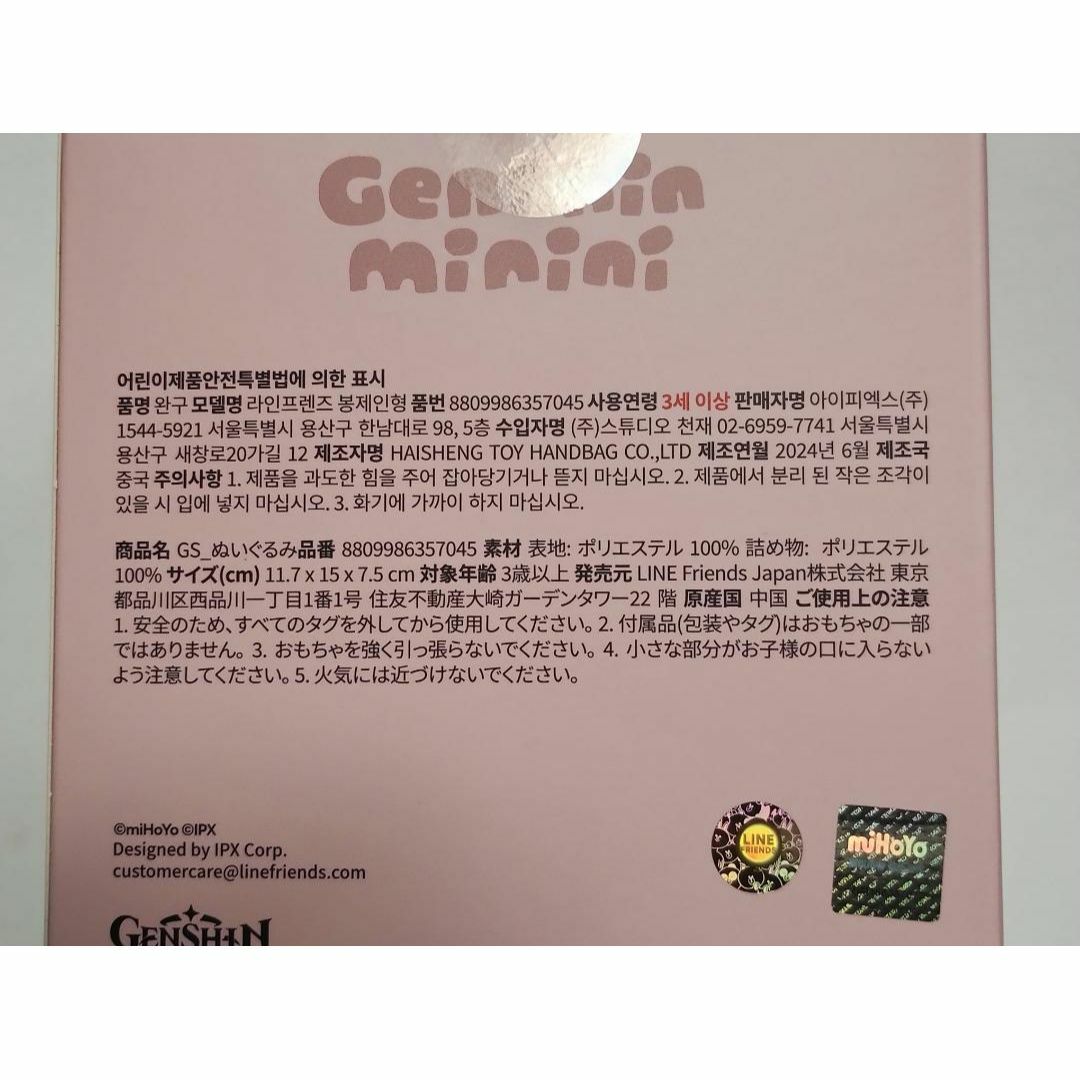 Genshin
minini
어린이제품안전특별법에 의한 표시
품명 완구 모델명 라인프렌즈 봉제인형 품번 8809986357045 사용연령 3세 이상 판매자명 아이피엑스(주)
1544-5921 서울특별시 용산구 한남대로 98, 5층 수입자명 (주)스튜디오 천재 02-6959-7741 서울특별시
용산구 새창로20가길 12 제조자명 HAISHENG TOY HANDBAG CO.,LTD 제조연월 2024년 6월 제조국
중국 주의사항 1. 제품을 과도한 힘을 주어 잡아당기거나 뜯지 마십시오. 2. 제품에서 분리 된 작은 조각이
있을 시 입에 넣지 마십시오. 3. 화기에 가까이 하지 마십시오.
商品名 GS_ぬいぐるみ品番 8809986357045 素材 表地: ポリエステル 100% 詰め物: ポリエステル
100% サイズ(cm) 11.7 x 15 x 7.5 cm 対象年齢 3歳以上 発売元 LINE Friends Japan株式会社 東京
都品川区西品川一丁目1番1号 住友不動産大崎ガーデンタワー22 階 原産国 中国 ご使用上の注意
1. 安全のため、すべてのタグを外してから使用してください。2. 付属品(包装やタグ)はおもちゃの一部
ではありません。3. おもちゃを強く引っ張らないでください。4. 小さな部分がお子様の口に入らない
よう注意してください。5. 火気には近づけないでください。
©miHoYo ©IPX
Designed by IPX Corp.
customercare@linefriends.com
LINE
FRIENDS
miHoYo
GENSHIN